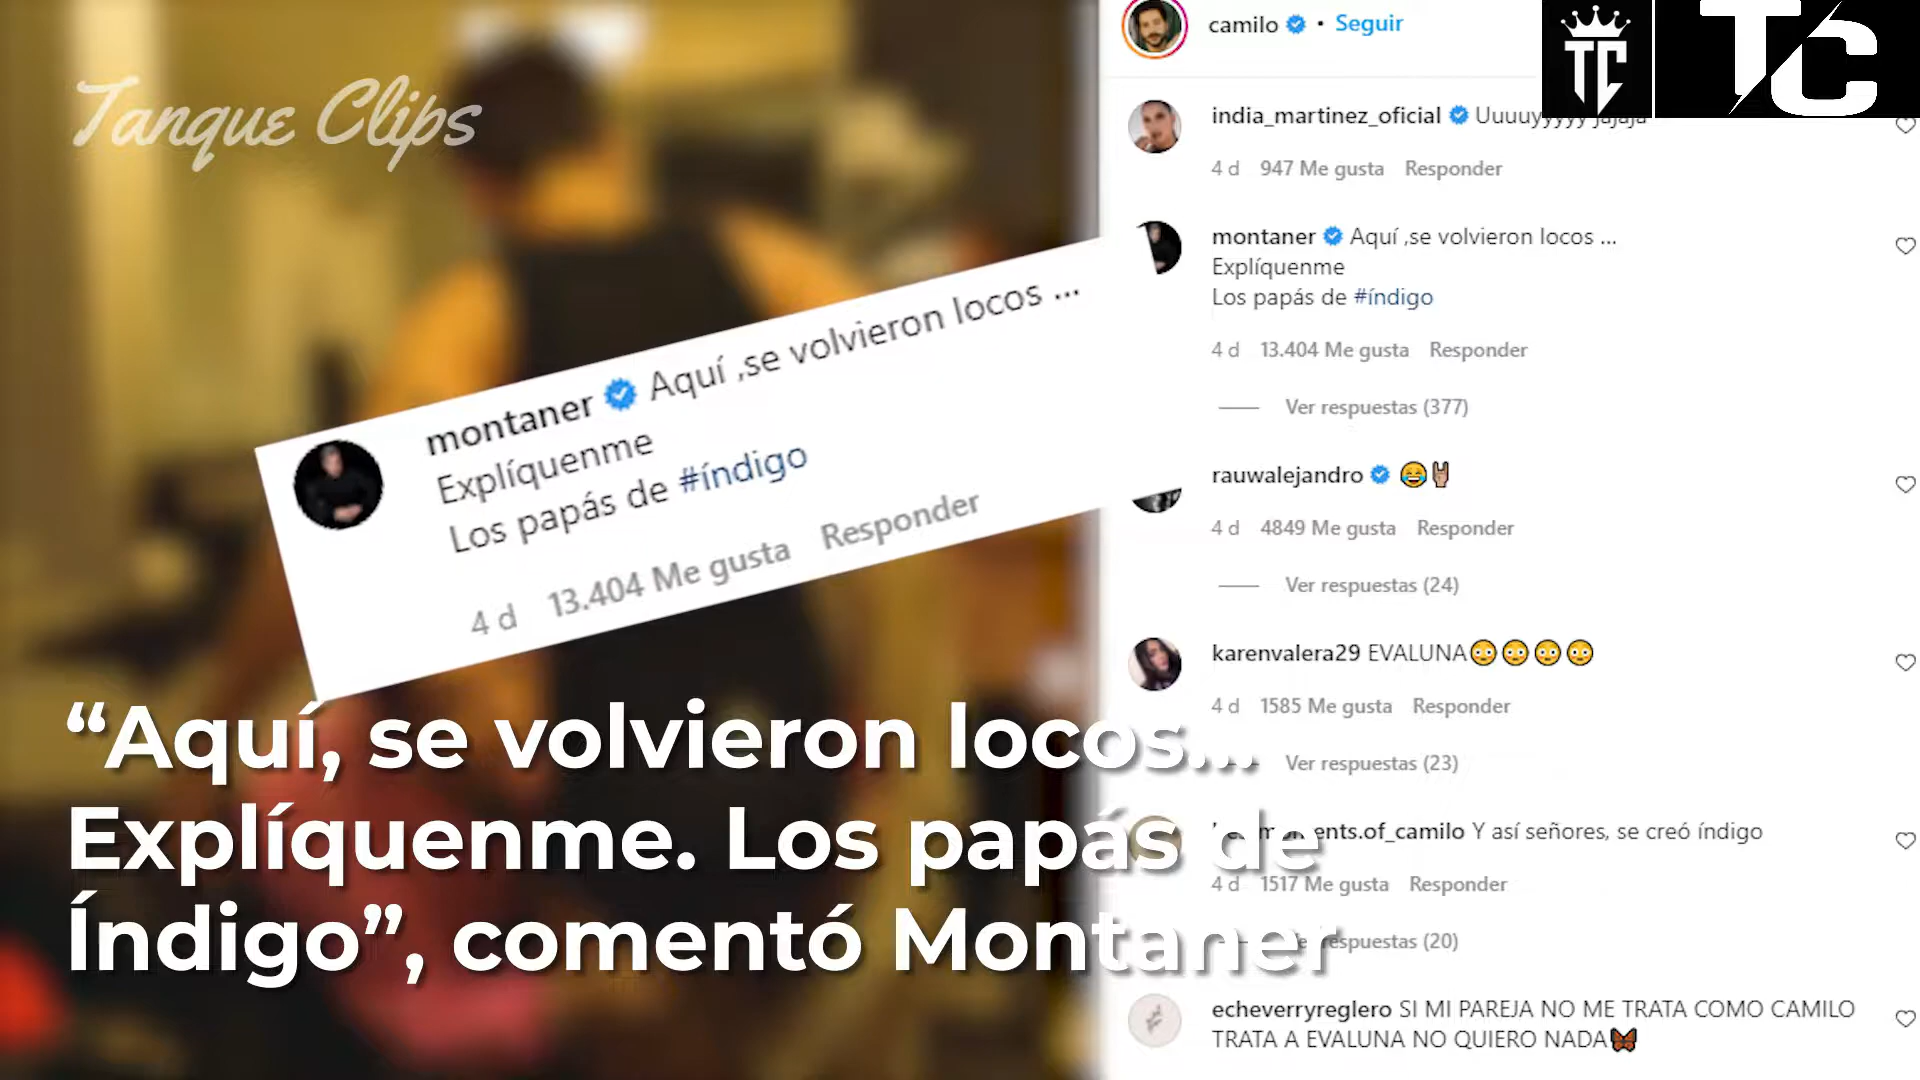 Tanque Clips
montaner Aquí ,se volvieron locos ...
Explíquenme
Los papás de #índigo
4 d 13.404 Me gusta Responder
“Aquí, se volvieron locos...
Explíquenme. Los papás de
Índigo”, comentó Montaner
camilo • Seguir
TC
TC
india_martinez_oficial Uuuuyyyyy jajaja
4 d 947 Me gusta Responder
montaner Aquí ,se volvieron locos ...
Explíquenme
Los papás de #índigo
4 d 13.404 Me gusta Responder
Ver respuestas (377)
rauwalejandro 😂🤘
4 d 4849 Me gusta Responder
Ver respuestas (24)
karenvalera29 EVALUNA😳😳😳😳
4 d 1585 Me gusta Responder
Ver respuestas (23)
Y así señores, se creó índigo
4 d 1517 Me gusta Responder
respuestas (20)
echeverryreglero SI MI PAREJA NO ME TRATA COMO CAMILO
TRATA A EVALUNA NO QUIERO NADA🦋